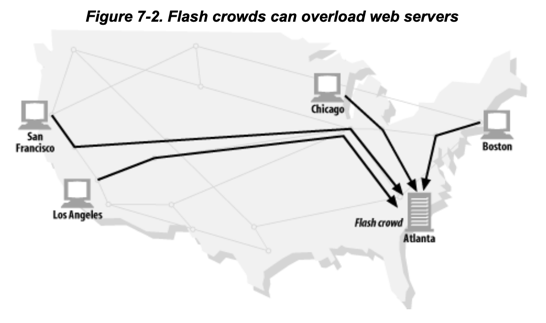 Figure 7-2. Flash crowds can overload web servers
Chicago
San
Francisco
Boston
Los Angeles
Flash crowd
Atlanta